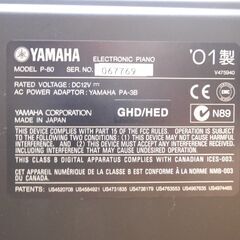 YAMAHA ELECTRONIC PIANO '01製
MODEL P-80 SERIAL NO. 067769 V475940
RATED VOLTAGE: DC12V
AC POWER ADAPTOR: YAMAHA PA-3B
YAMAHA CORPORATION GHD/HED N89
MADE IN JAPAN
THIS DEVICE COMPLIES WITH PART 15 OF THE FCC RULES. OPERATION IS
SUBJECT TO THE FOLLOWING TWO CONDITIONS: (1) THIS DEVICE MAY NOT
CAUSE HARMFUL INTERFERENCE, AND (2) THIS DEVICE MUST ACCEPT ANY
INTERFERENCE RECEIVED, INCLUDING INTERFERENCE THAT MAY CAUSE
UNDESIRED OPERATION.
THIS CLASS B DIGITAL APPARATUS COMPLIES WITH CANADIAN ICES-003.
CET APPAREIL NUMERIQUE DE LA CLASSE B EST CONFORME A LA NORME NMB-003
DU CANADA.
PATENTS: